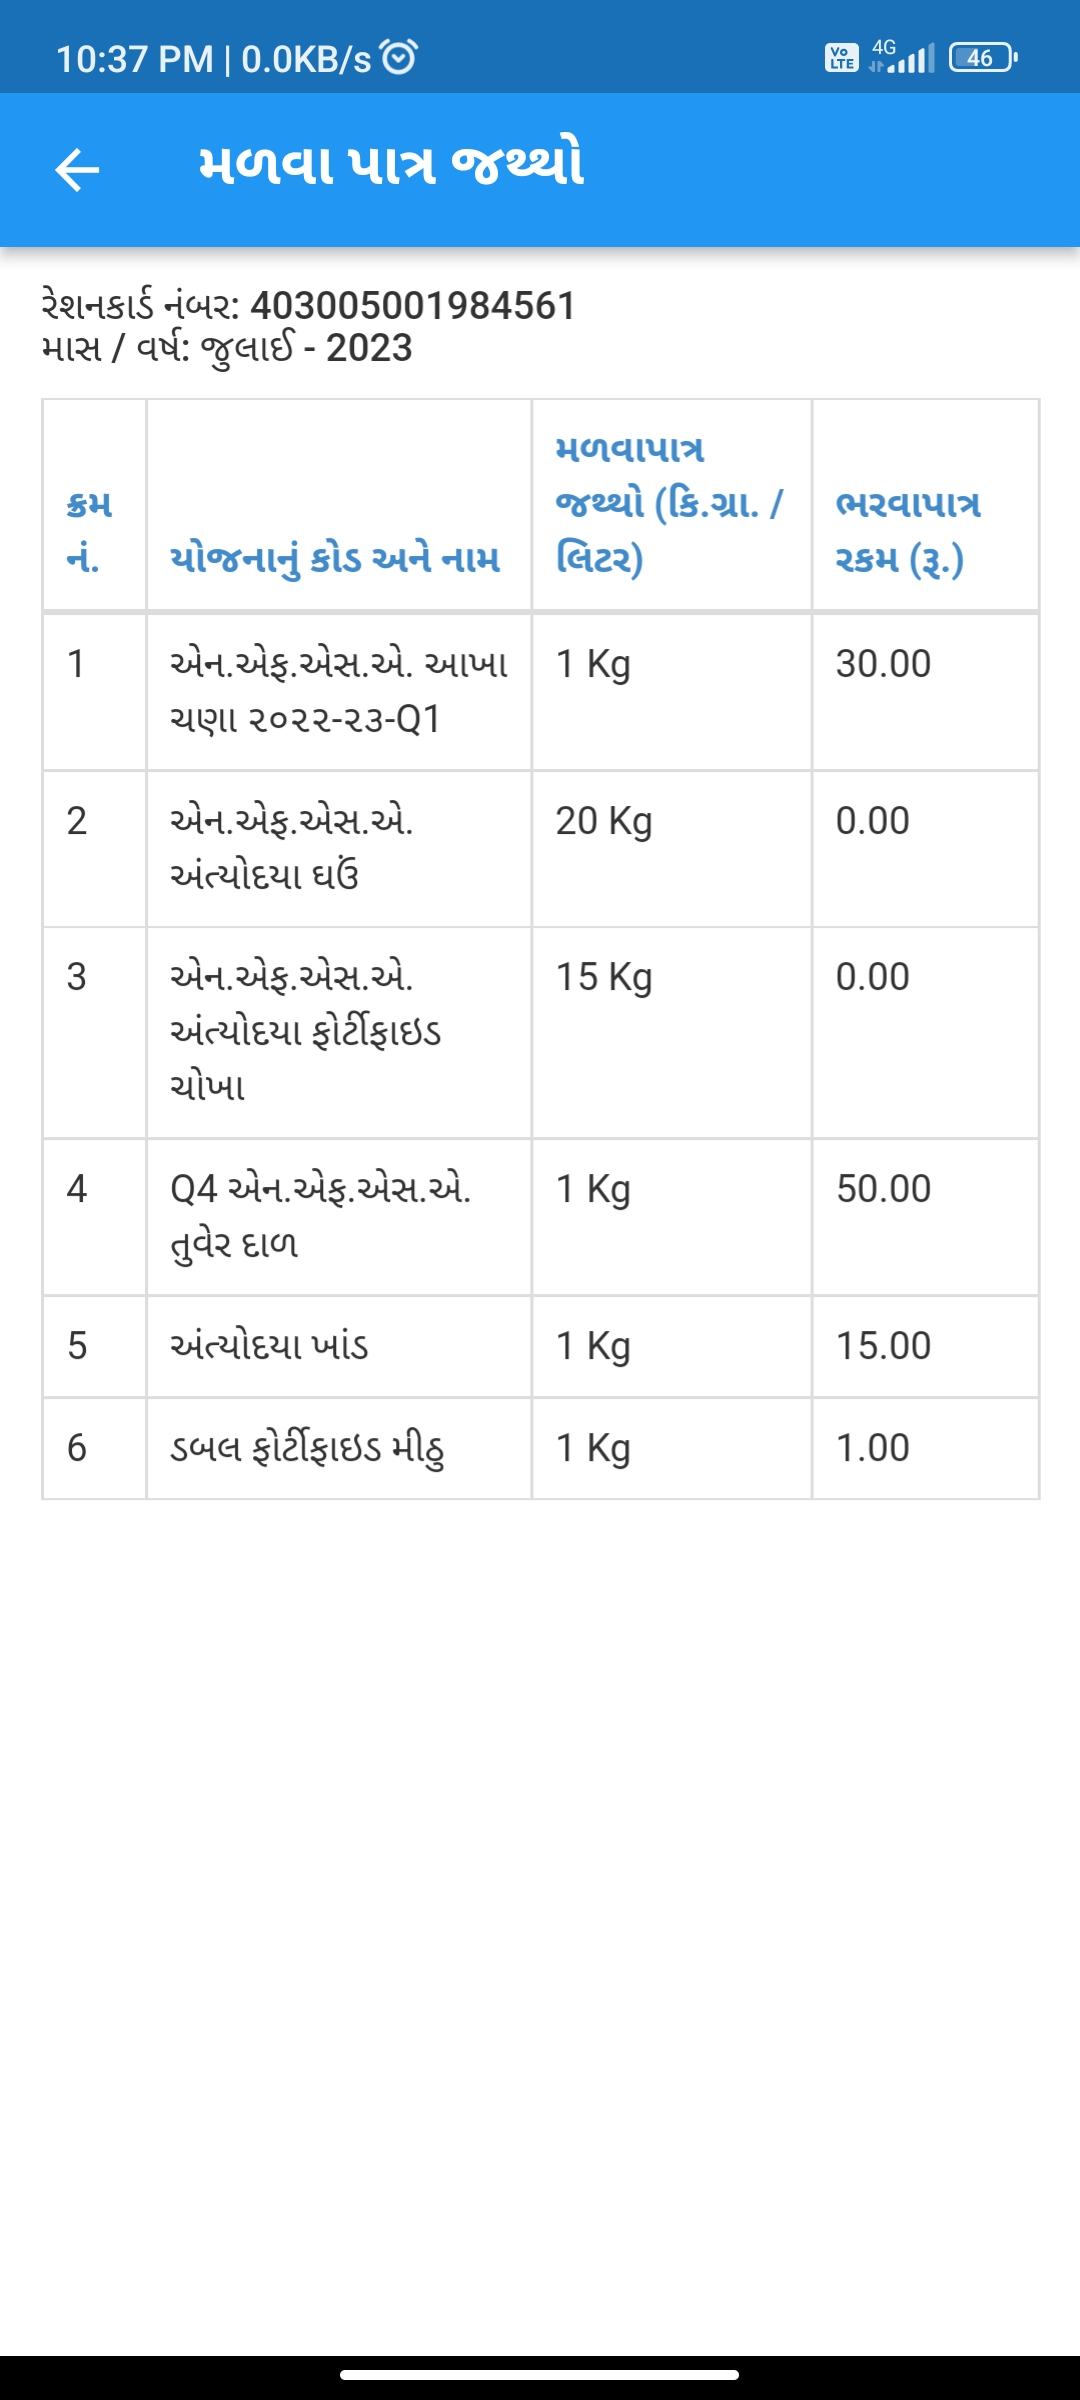 10:37 PM | 0.0KB/s
Vo LTE 4G 46
મળવા પાત્ર જથ્થો
રેશનકાર્ડ નંબર: 403005001984561
માસ / વર્ષ: જુલાઈ - 2023
ક્રમ નં. યોજનાનું કોડ અને નામ મળવાપાત્ર જથ્થો (કિ.ગ્રા. / લિટર) ભરવાપાત્ર રકમ (રૂ.)
1 એન.એફ.એસ.એ. આખા 1 Kg 30.00
ચણા ૨૦૨૨-૨૩-Q1
2 એન.એફ.એસ.એ. 20 Kg 0.00
અંત્યોદયા ઘઉં
3 એન.એફ.એસ.એ. 15 Kg 0.00
અંત્યોદયા ફોર્ટીફાઇડ
ચોખા
4 Q4 એન.એફ.એસ.એ. 1 Kg 50.00
તુવેર દાળ
5 અંત્યોદયા ખાંડ 1 Kg 15.00
6 ડબલ ફોર્ટીફાઇડ મીઠુ 1 Kg 1.00